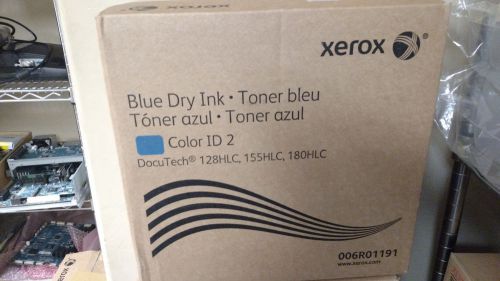 xerox
Blue Dry Ink • Toner bleu
Tóner azul • Toner azul
Color ID 2
DocuTech® 128HLC, 155HLC, 180HLC
006R01191
www.xerox.com
xerox